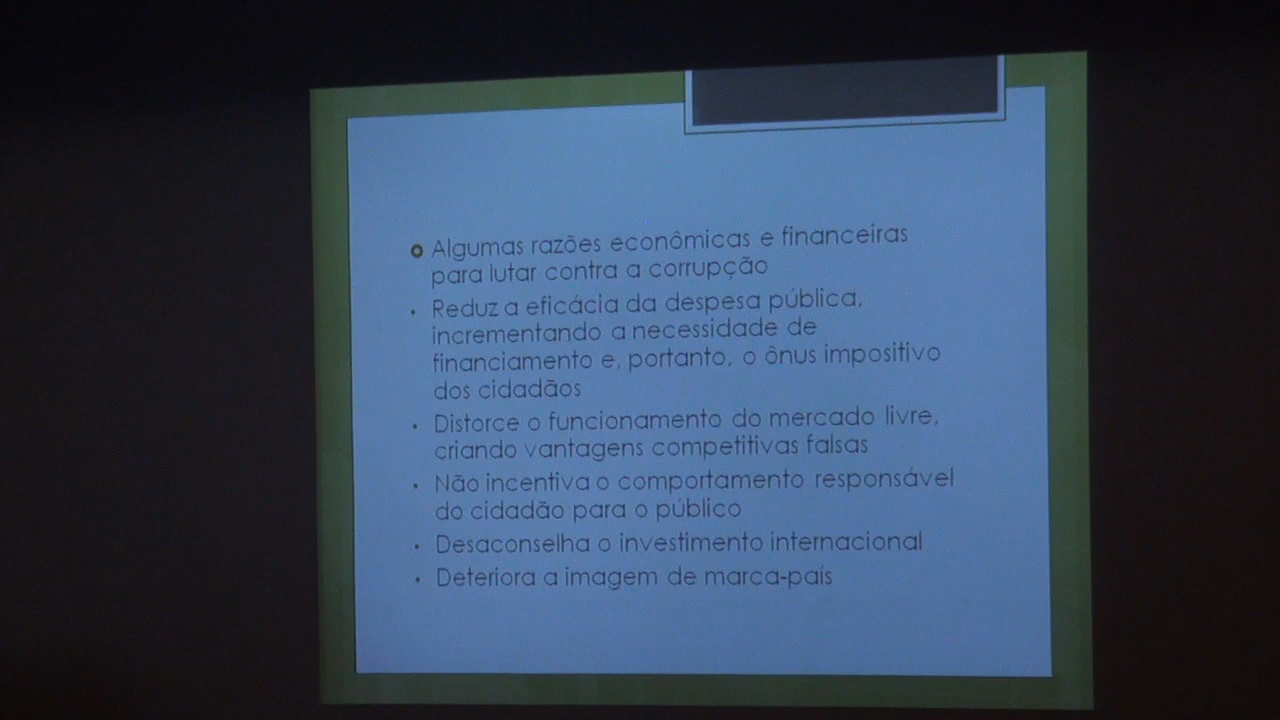 Algumas razões econômicas e financeiras
para lutar contra a corrupção
Reduz a eficácia da despesa pública,
incrementando a necessidade de
financiamento e, portanto, o ônus impositivo
dos cidadãos
Distorce o funcionamento do mercado livre,
criando vantagens competitivas falsas
Não incentiva o comportamento responsável
do cidadão para o público
Desaconselha o investimento internacional
Deteriora a imagem de marca-país